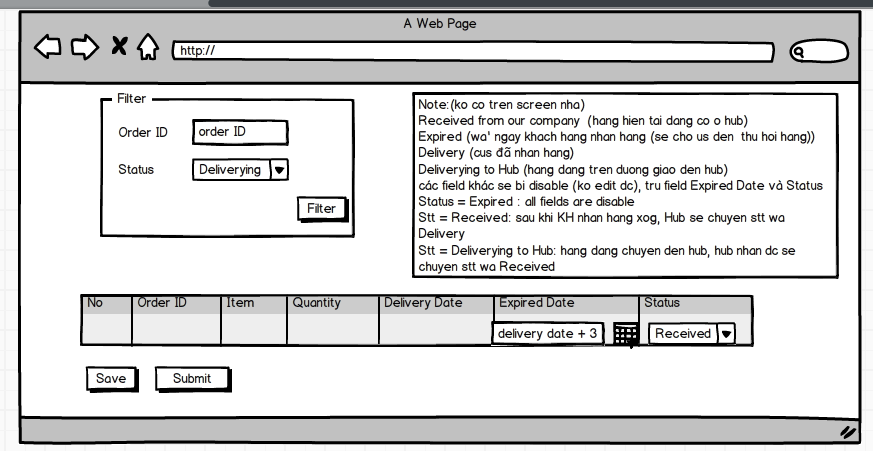 A Web Page
http://
Filter
Order ID
order ID
Status
Deliverying
Filter
Note:(ko co tren screen nha)
Received from our company (hang hien tai dang co o hub)
Expired (wa' ngay khach hang nhan hang (se cho us den thu hoi hang))
Delivery (cus đã nhan hang)
Deliverying to Hub (hang dang tren duong giao den hub)
các field khác se bi disable (ko edit dc), tru field Expired Date và Status
Status = Expired : all fields are disable
Stt = Received: sau khi KH nhan hang xog, Hub se chuyen stt wa
Delivery
Stt = Deliverying to Hub: hang dang chuyen den hub, hub nhan dc se
chuyen stt wa Received
No Order ID Item Quantity Delivery Date Expired Date Status
delivery date + 3 Received
Save Submit